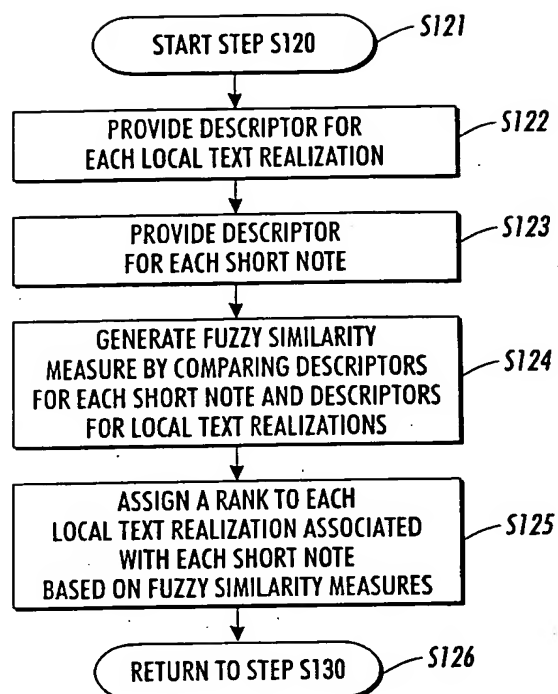 START STEP S120
S121
PROVIDE DESCRIPTOR FOR
EACH LOCAL TEXT REALIZATION
S122
PROVIDE DESCRIPTOR
FOR EACH SHORT NOTE
S123
GENERATE FUZZY SIMILARITY
MEASURE BY COMPARING DESCRIPTORS
FOR EACH SHORT NOTE AND DESCRIPTORS
FOR LOCAL TEXT REALIZATIONS
S124
ASSIGN A RANK TO EACH
LOCAL TEXT REALIZATION ASSOCIATED
WITH EACH SHORT NOTE
BASED ON FUZZY SIMILARITY MEASURES
S125
RETURN TO STEP S130
S126